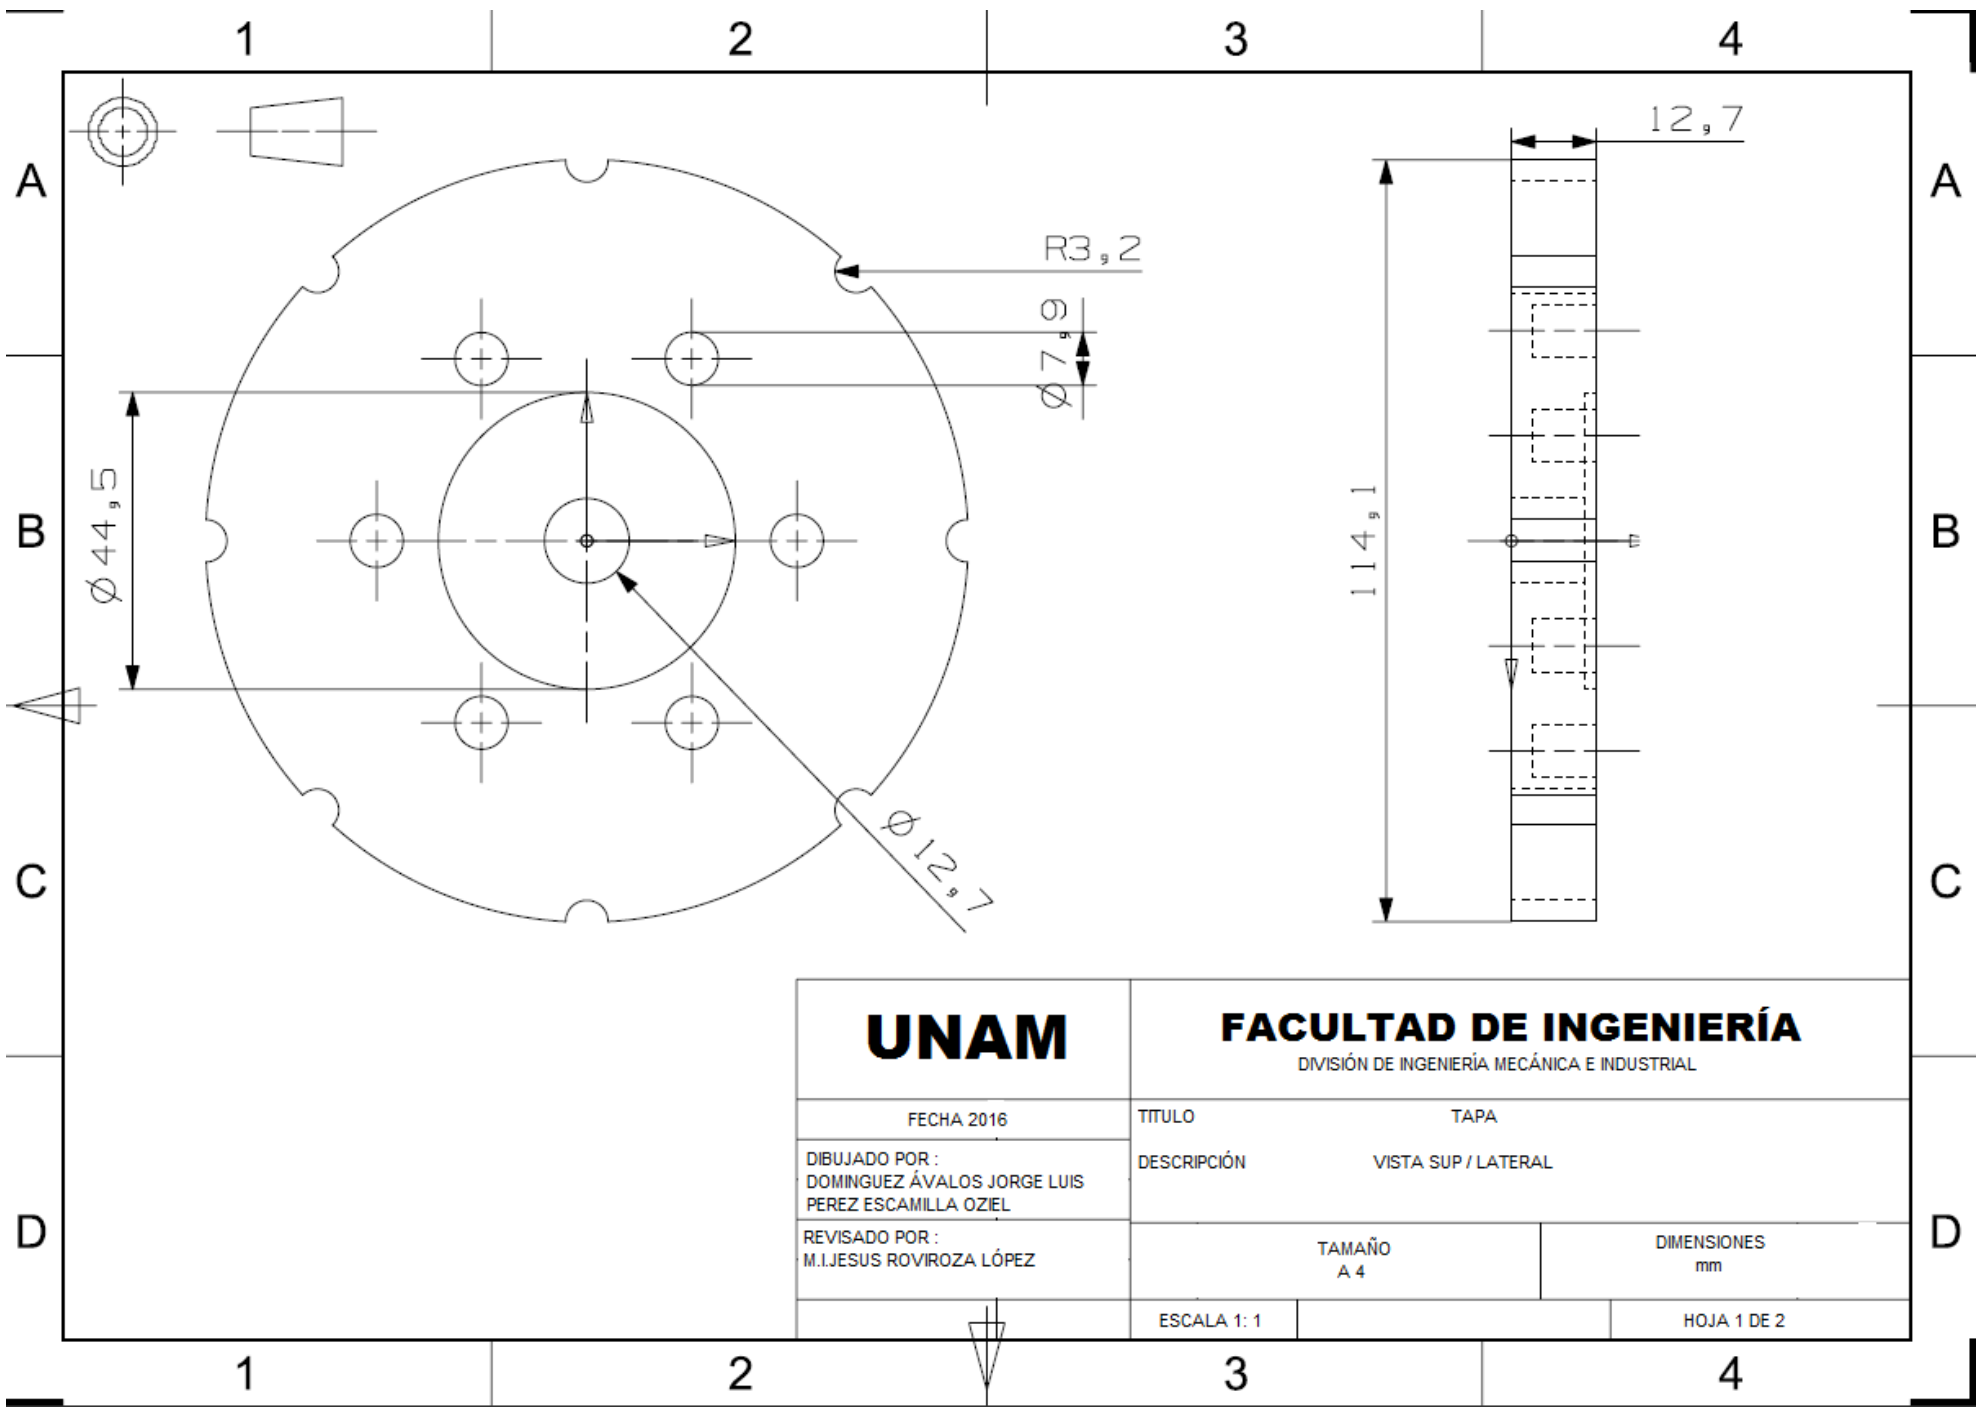 1 2 3 4
A A
12,7
R3,2
Ø7,9
Ø44,5
B B
114,1
Ø12,7
C C
UNAM
FACULTAD DE INGENIERÍA
DIVISIÓN DE INGENIERÍA MECÁNICA E INDUSTRIAL
FECHA 2016
TITULO TAPA
DIBUJADO POR :
DOMINGUEZ ÁVALOS JORGE LUIS
PEREZ ESCAMILLA OZIEL
DESCRIPCIÓN VISTA SUP / LATERAL
D D
REVISADO POR :
M.I.JESUS ROVIROZA LÓPEZ
TAMAÑO
A 4
DIMENSIONES
mm
ESCALA 1: 1
HOJA 1 DE 2
1 2 3 4